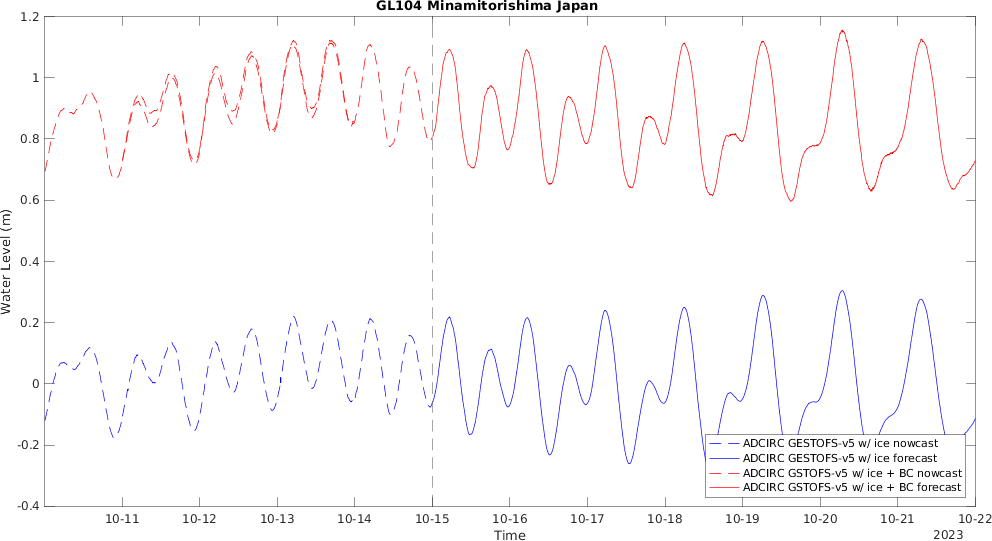 GL104 Minamitorishima Japan
1.2
1
0.8
0.6
0.4
0.2
0
-0.2
-0.4
Water Level (m)
ADCIRC GESTOFS-v5 w/ ice nowcast
ADCIRC GESTOFS-v5 w/ ice forecast
ADCIRC GSTOFS-v5 w/ ice + BC nowcast
ADCIRC GSTOFS-v5 w/ ice + BC forecast
10-11 10-12 10-13 10-14 10-15 10-16 10-17 10-18 10-19 10-20 10-21 10-22
Time
2023